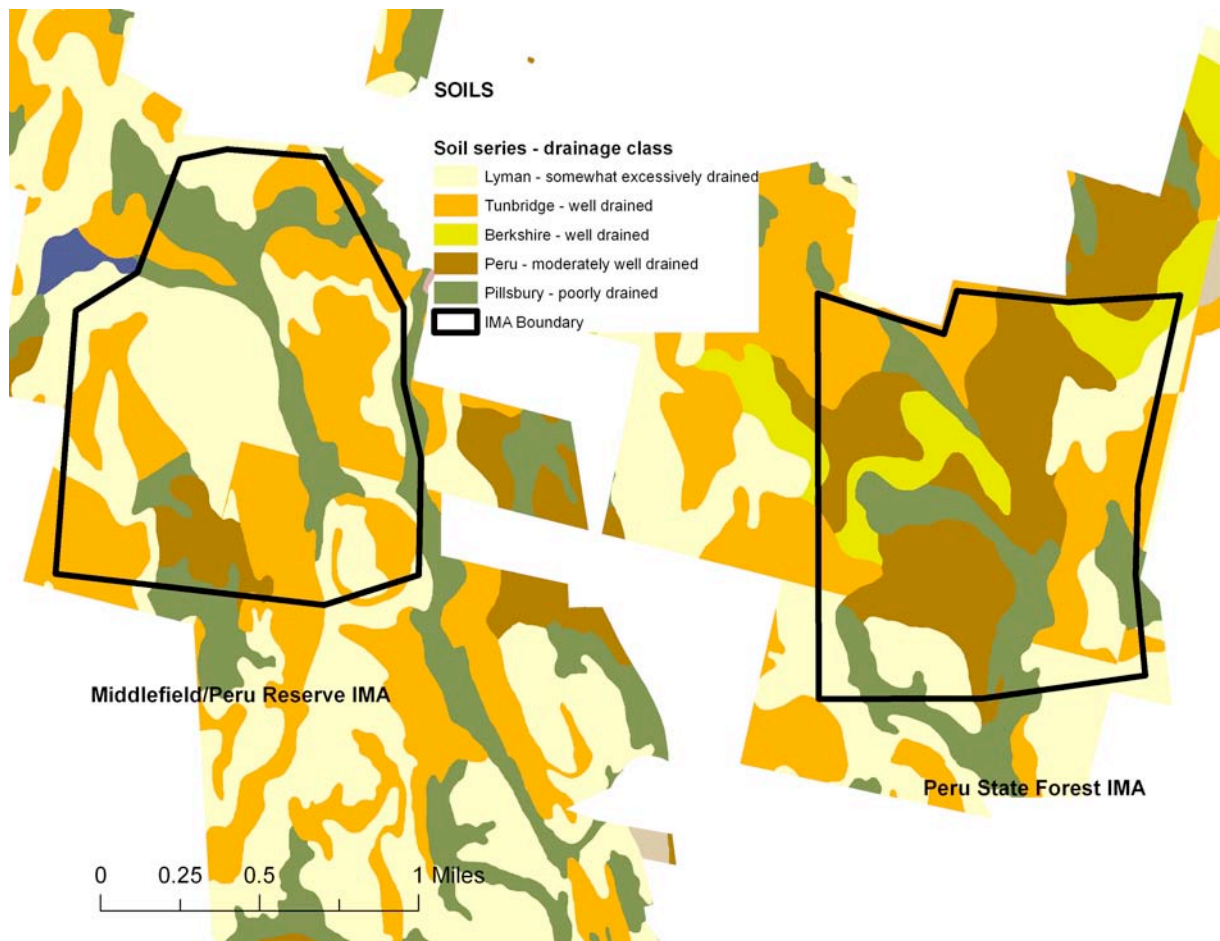 SOILS
Soil series - drainage class
Lyman - somewhat excessively drained
Tunbridge - well drained
Berkshire - well drained
Peru - moderately well drained
Pillsbury - poorly drained
IMA Boundary
Middlefield/Peru Reserve IMA
Peru State Forest IMA
0 0.25 0.5 1 Miles